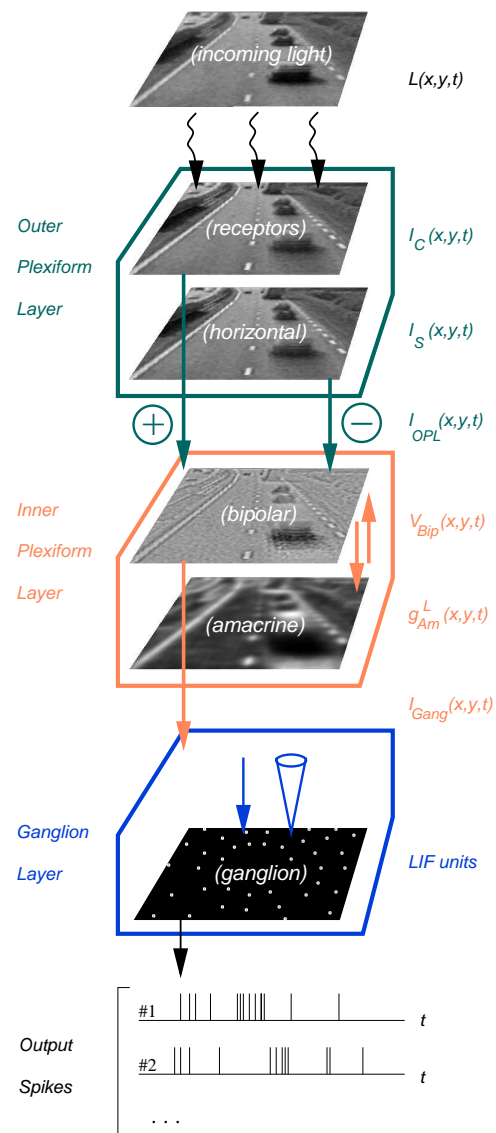 (incoming light)
L(x,y,t)
Outer
Plexiform
Layer
(receptors)
I_C(x,y,t)
(horizontal)
I_S(x,y,t)
+
−
I_OPL(x,y,t)
Inner
Plexiform
Layer
(bipolar)
V_Bip(x,y,t)
(amacrine)
g_Am^L(x,y,t)
I_Gang(x,y,t)
Ganglion
Layer
(ganglion)
LIF units
Output
Spikes
#1
t
#2
t
. . .